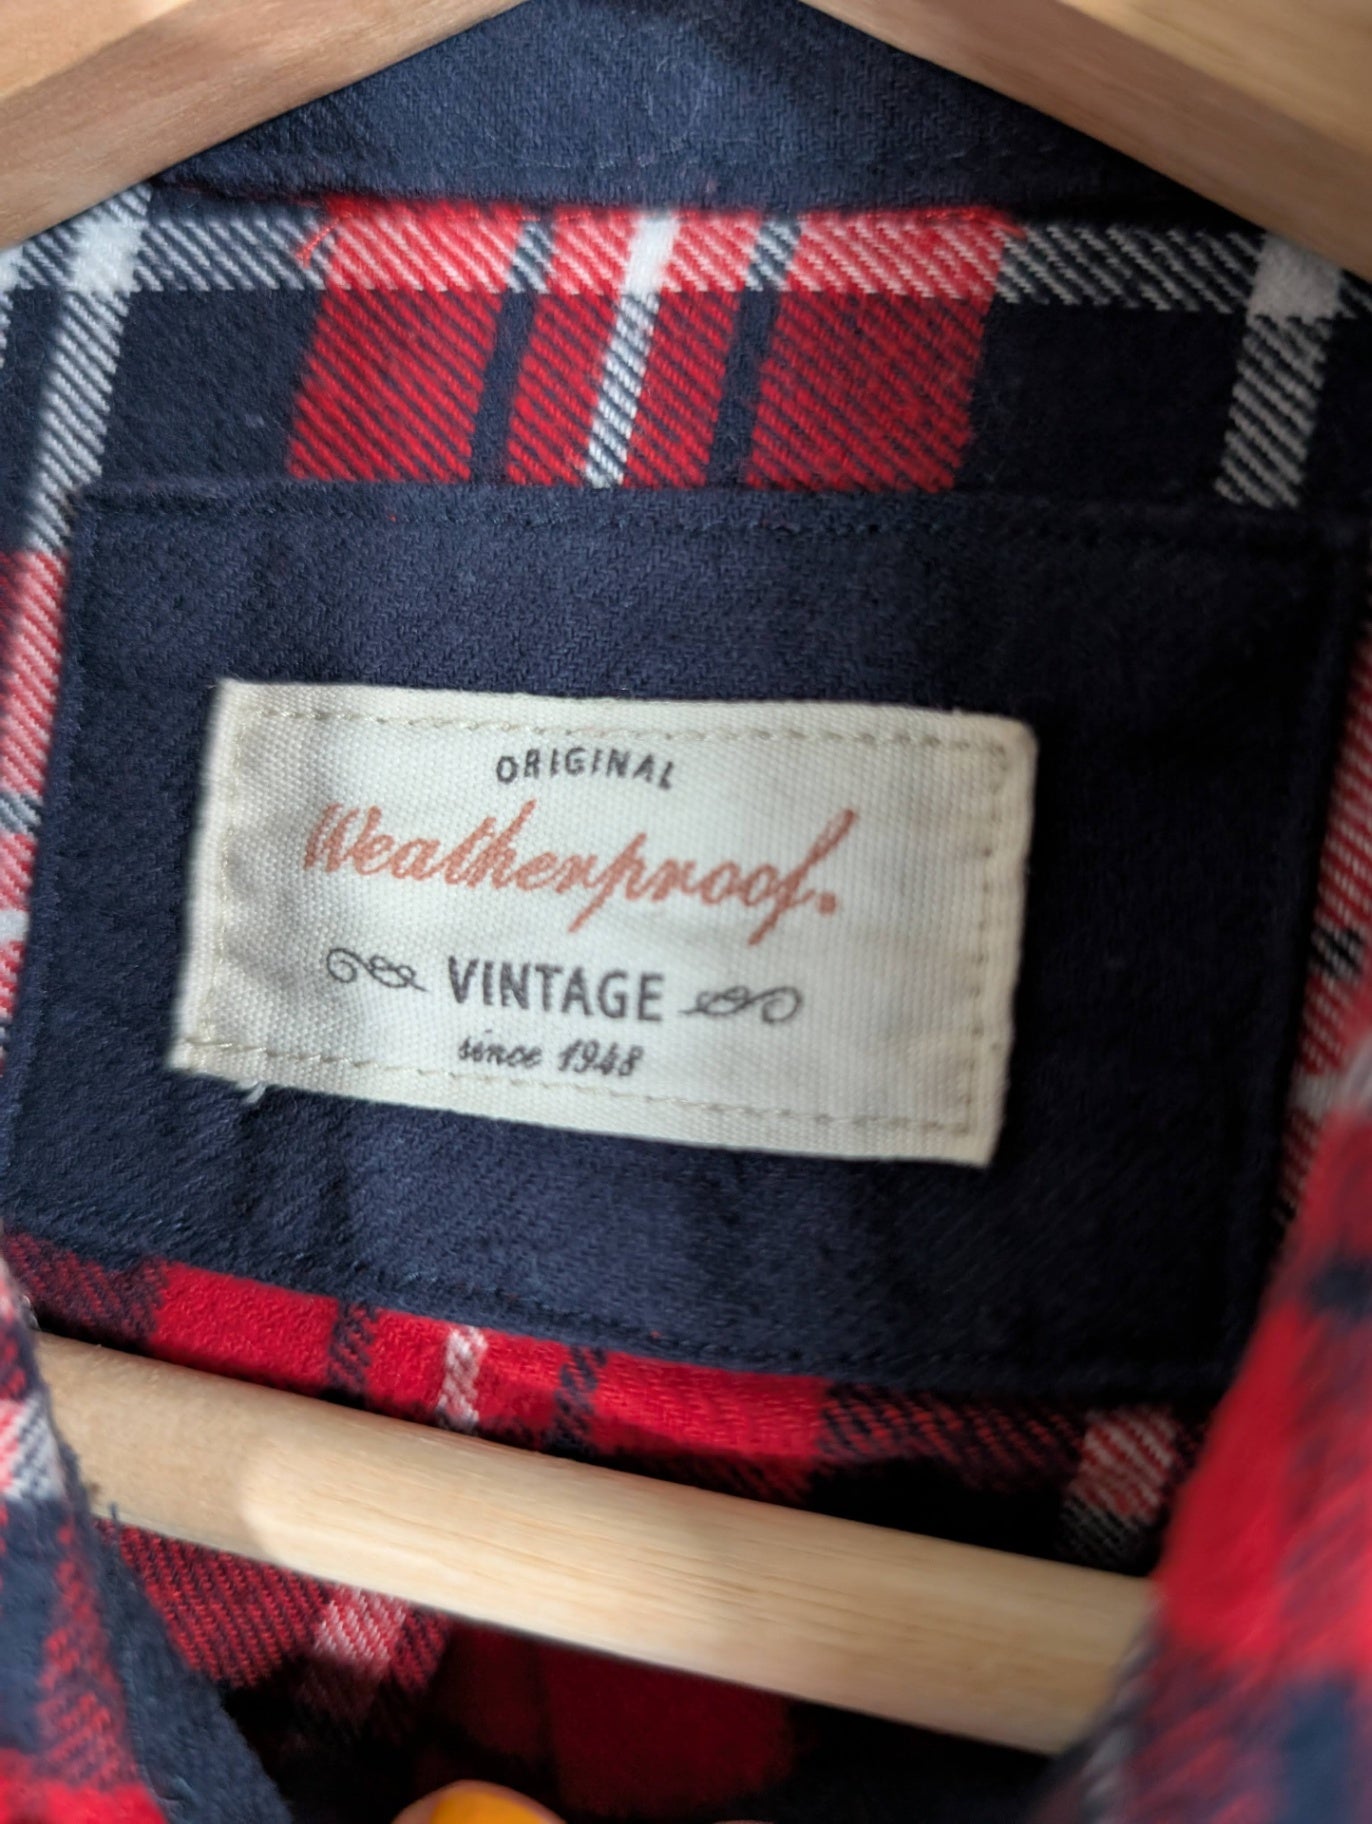 ORIGINAL
Weatherproof.
VINTAGE
since 1948